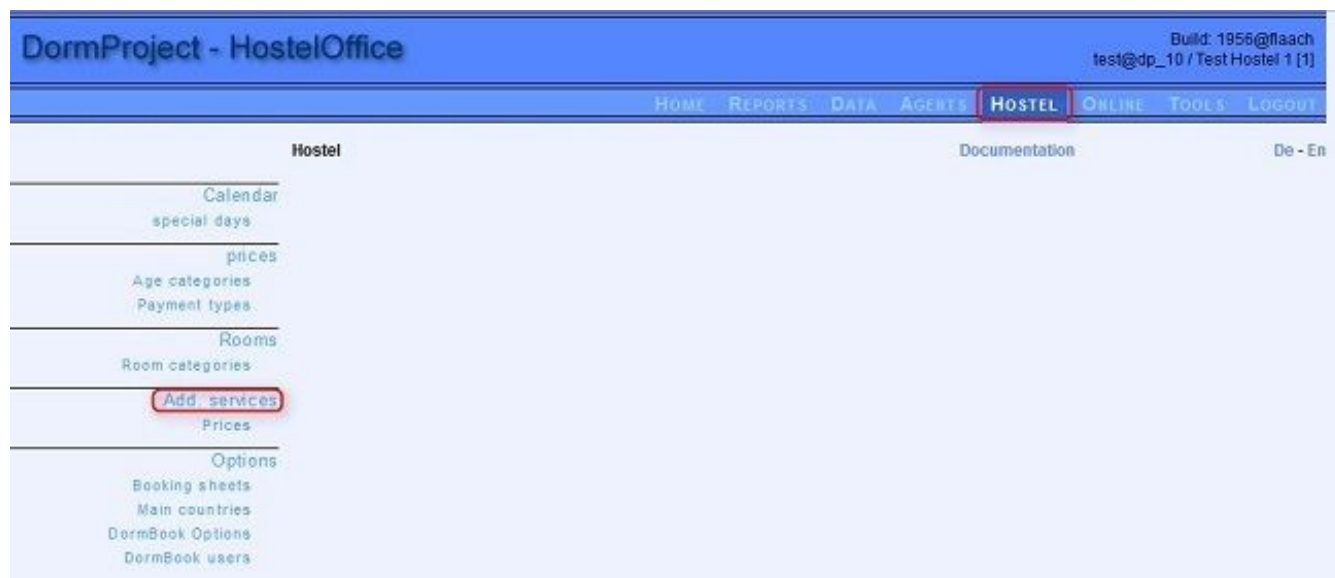 DormProject - HostelOffice
Build: 1956@flaach
test@dp_10 / Test Hostel 1 [1]
HOME REPORTS DATA AGENTS HOSTEL ONLINE TOOLS LOGOUT
Hostel Documentation De - En
Calendar
special days
prices
Age categories
Payment types
Rooms
Room categories
Add. services
Prices
Options
Booking sheets
Main countries
DormBook Options
DormBook users